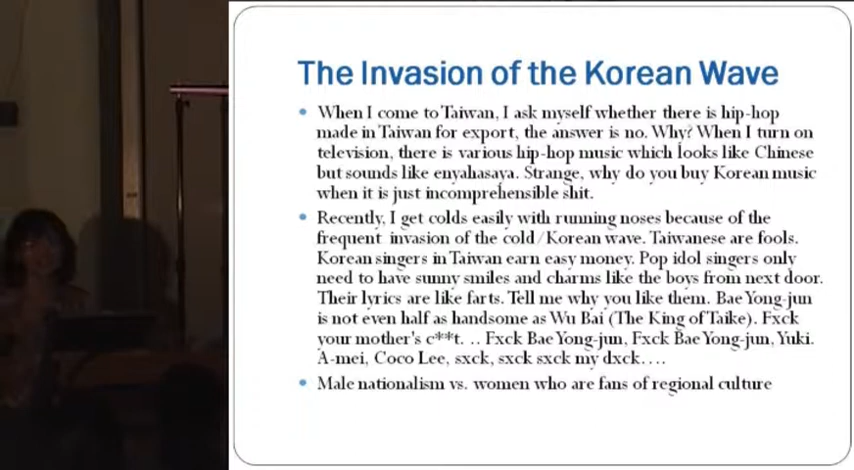 The Invasion of the Korean Wave
• When I come to Taiwan, I ask myself whether there is hip-hop
made in Taiwan for export, the answer is no. Why? When I turn on
television, there is various hip-hop music which looks like Chinese
but sounds like enyahasaya. Strange, why do you buy Korean music
when it is just incomprehensible shit.
• Recently, I get colds easily with running noses because of the
frequent invasion of the cold/Korean wave. Taiwanese are fools.
Korean singers in Taiwan earn easy money. Pop idol singers only
need to have sunny smiles and charms like the boys from next door.
Their lyrics are like farts. Tell me why you like them. Bae Yong-jun
is not even half as handsome as Wu Bai (The King of Taike). Fxck
your mother's c**t. .. Fxck Bae Yong-jun, Fxck Bae Yong-jun, Yuki.
A-mei, Coco Lee, sxck, sxck sxck my dxck….
• Male nationalism vs. women who are fans of regional culture